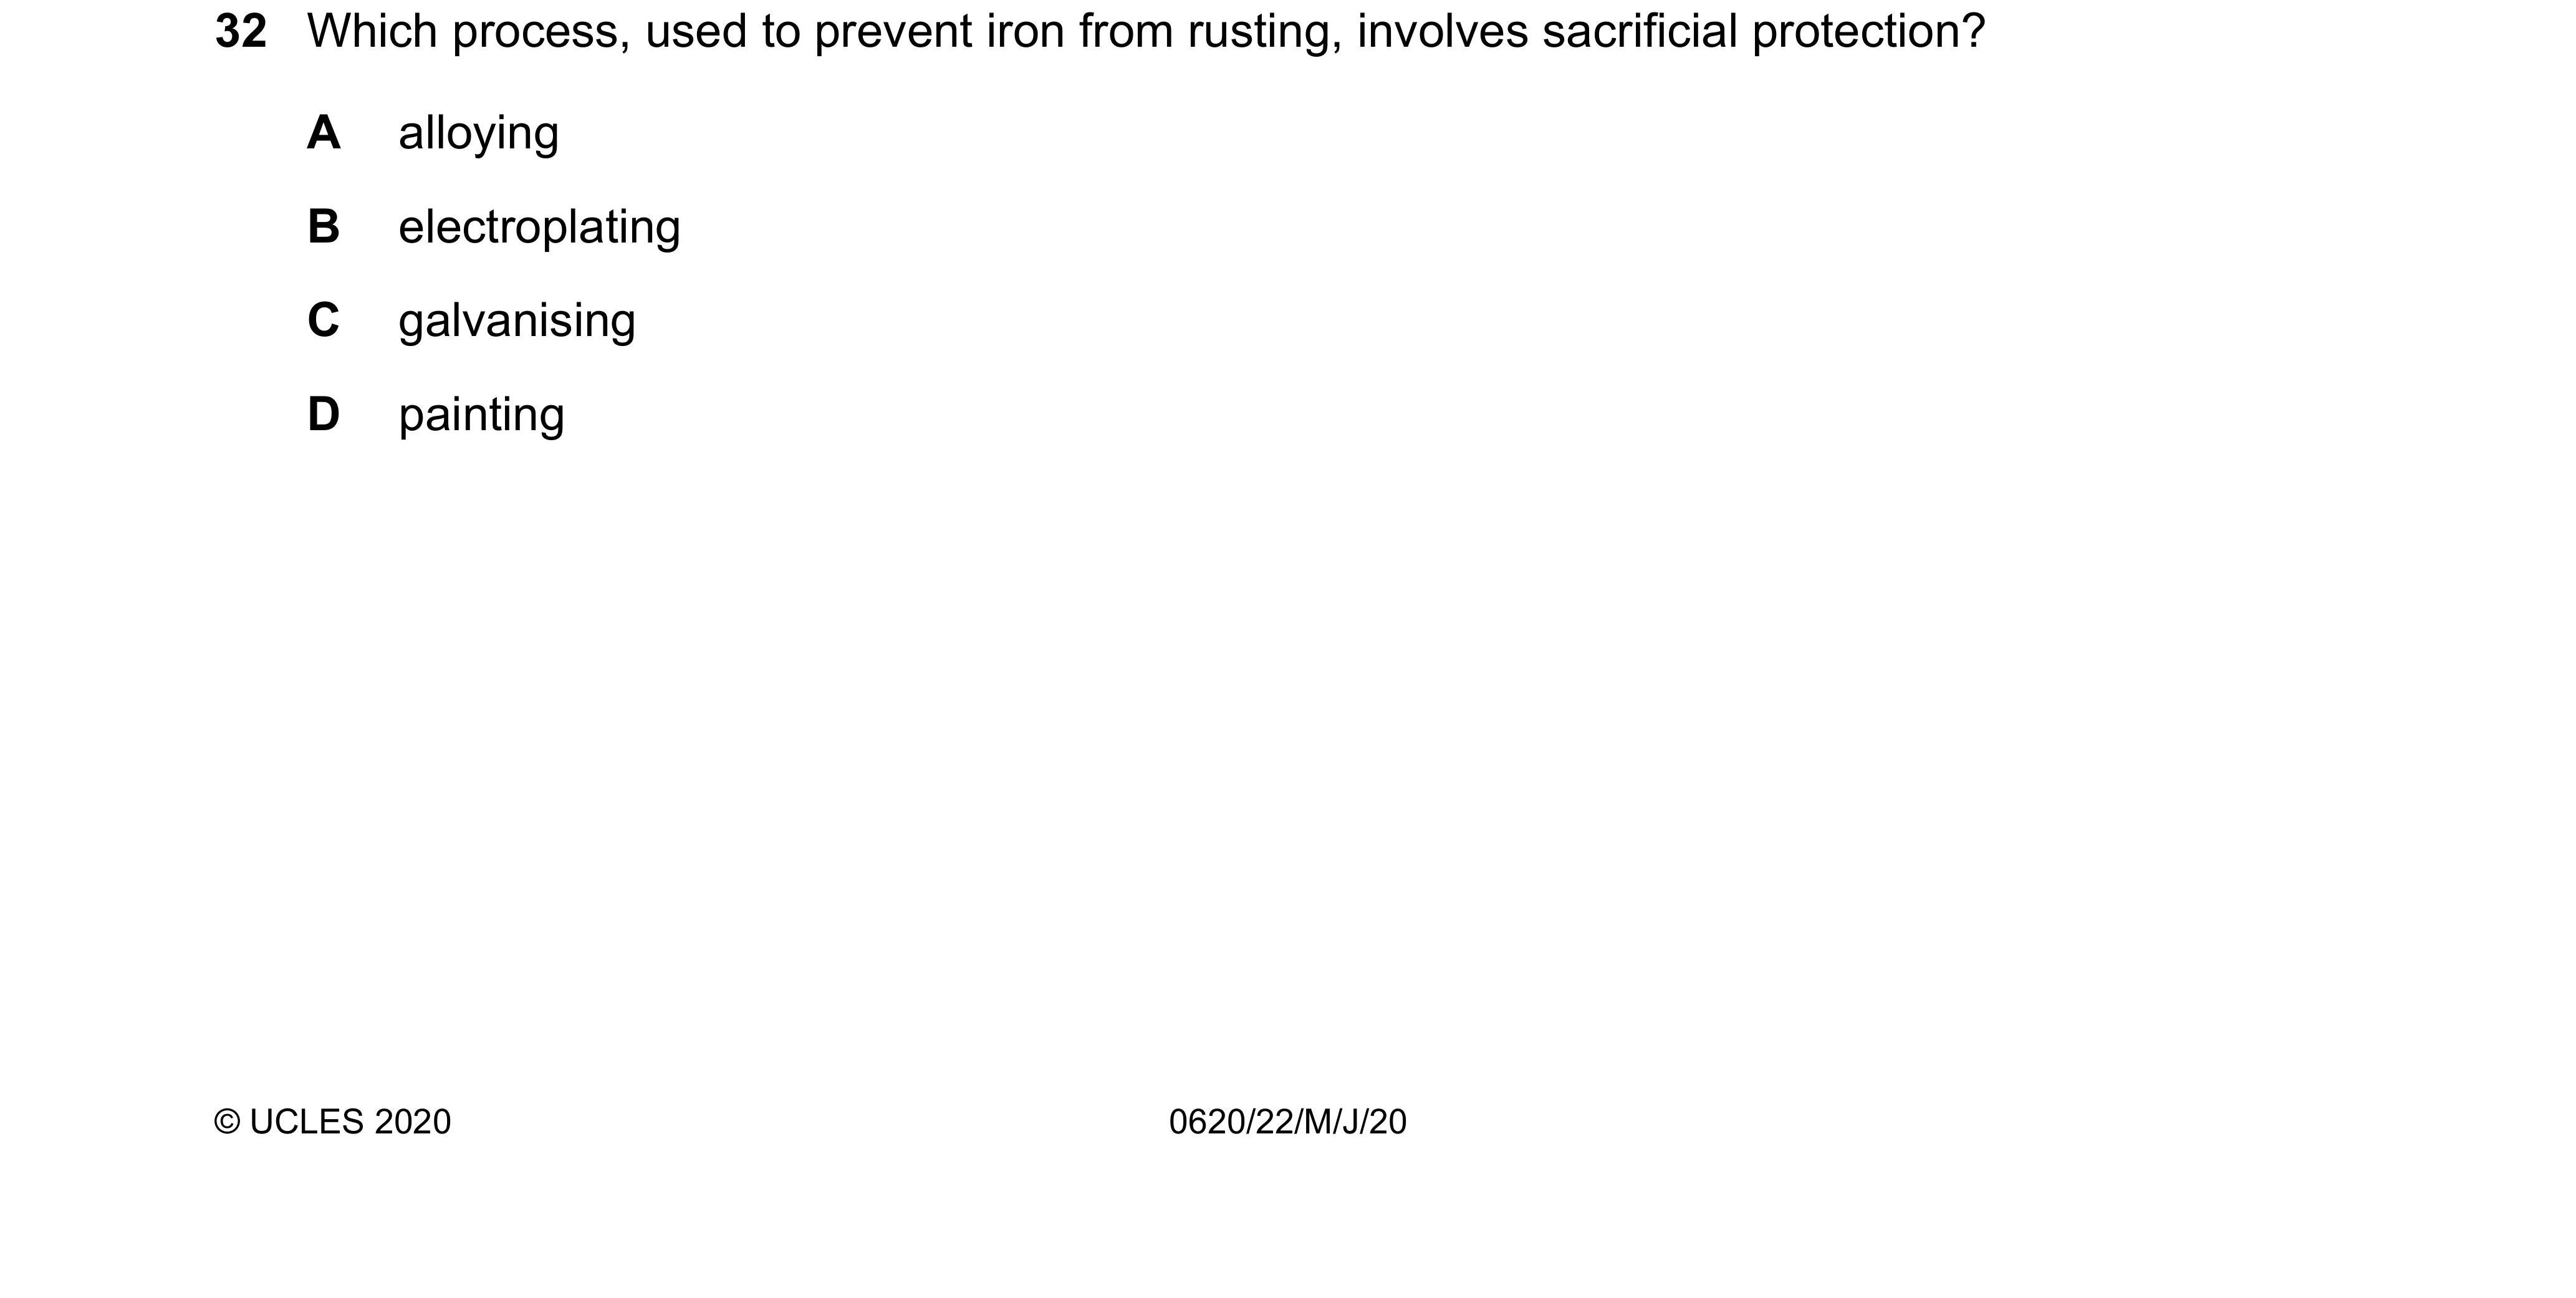 32 Which process, used to prevent iron from rusting, involves sacrificial protection?
A alloying
B electroplating
C galvanising
D painting
© UCLES 2020 0620/22/M/J/20